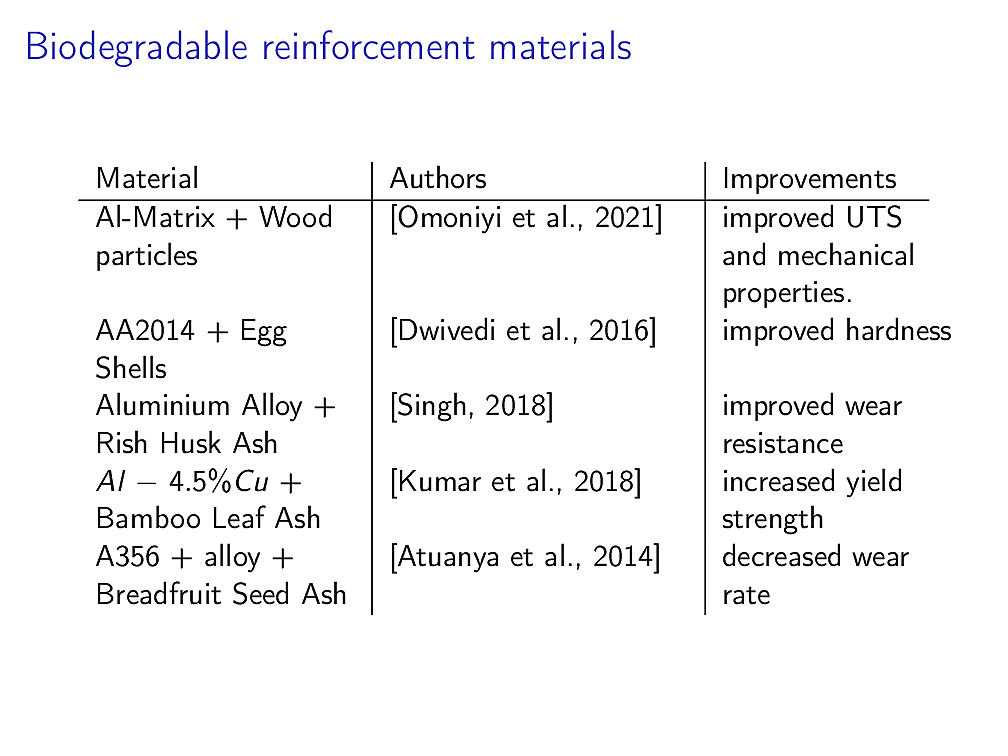 Biodegradable reinforcement materials
Material | Authors | Improvements
Al-Matrix + Wood | [Omoniyi et al., 2021] | improved UTS
particles | | and mechanical
properties.
AA2014 + Egg | [Dwivedi et al., 2016] | improved hardness
Shells
Aluminium Alloy + | [Singh, 2018] | improved wear
Rish Husk Ash | | resistance
Al − 4.5%Cu + | [Kumar et al., 2018] | increased yield
Bamboo Leaf Ash | | strength
A356 + alloy + | [Atuanya et al., 2014] | decreased wear
Breadfruit Seed Ash | | rate